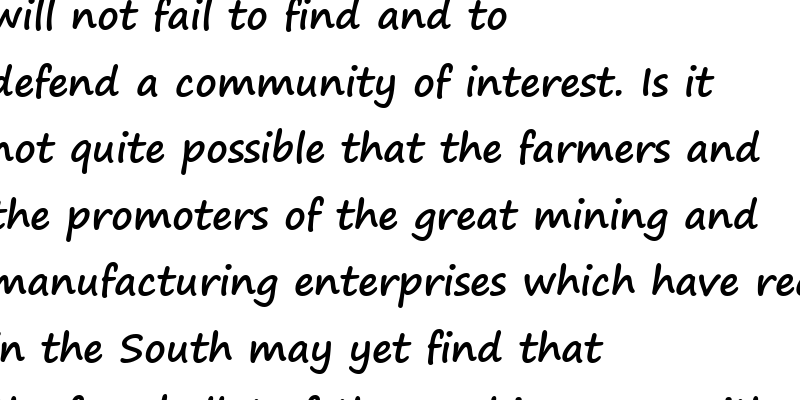 will not fail to find and to
defend a community of interest. Is it
not quite possible that the farmers and
the promoters of the great mining and
manufacturing enterprises which have
in the South may yet find that